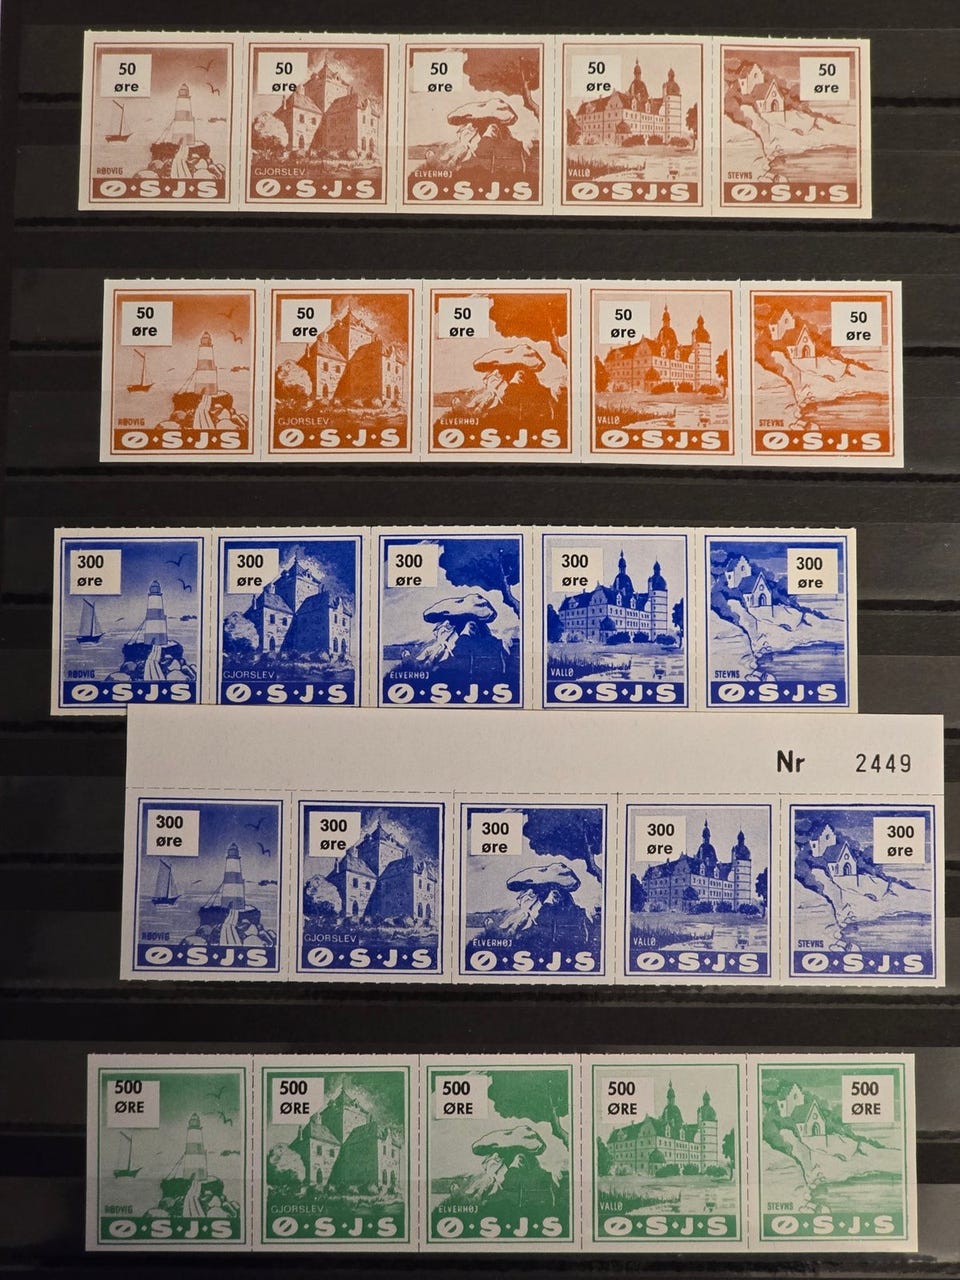 50 øre
50 øre
50 øre
50 øre
50 øre
RØDVIG
GJORSLEV
ELVERHØJ
VALLØ
STEVNS
Ø·S·J·S
Ø·S·J·S
Ø·S·J·S
Ø·S·J·S
Ø·S·J·S
50 øre
50 øre
50 øre
50 øre
50 øre
RØDVIG
GJORSLEV
ELVERHØJ
VALLØ
STEVNS
Ø·S·J·S
Ø·S·J·S
Ø·S·J·S
Ø·S·J·S
Ø·S·J·S
300 øre
300 øre
300 øre
300 øre
300 øre
RØDVIG
GJORSLEV
ELVERHØJ
VALLØ
STEVNS
Ø·S·J·S
Ø·S·J·S
Ø·S·J·S
Ø·S·J·S
Ø·S·J·S
Nr 2449
300 øre
300 øre
300 øre
300 øre
300 øre
RØDVIG
GJORSLEV
ELVERHØJ
VALLØ
STEVNS
Ø·S·J·S
Ø·S·J·S
Ø·S·J·S
Ø·S·J·S
Ø·S·J·S
500 ØRE
500 ØRE
500 ØRE
500 ØRE
500 ØRE
RØDVIG
GJORSLEV
ELVERHØJ
VALLØ
STEVNS
Ø·S·J·S
Ø·S·J·S
Ø·S·J·S
Ø·S·J·S
Ø·S·J·S